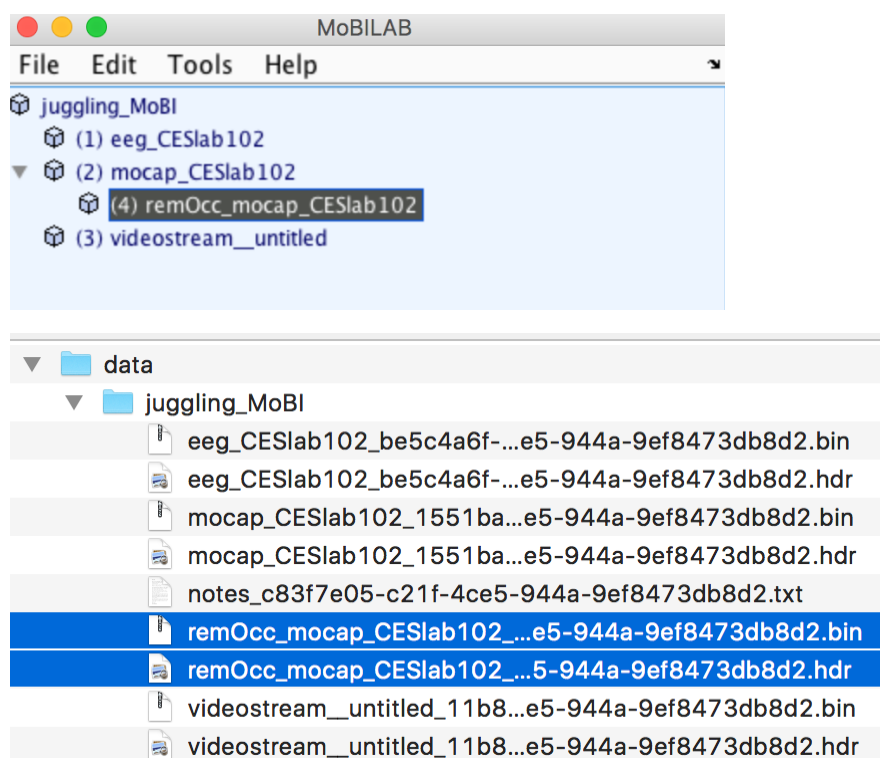 MoBILAB
File Edit Tools Help
juggling_MoBI
(1) eeg_CESlab102
(2) mocap_CESlab102
(4) remOcc_mocap_CESlab102
(3) videostream__untitled
data
juggling_MoBI
eeg_CESlab102_be5c4a6f-...e5-944a-9ef8473db8d2.bin
eeg_CESlab102_be5c4a6f-...e5-944a-9ef8473db8d2.hdr
mocap_CESlab102_1551ba...e5-944a-9ef8473db8d2.bin
mocap_CESlab102_1551ba...e5-944a-9ef8473db8d2.hdr
notes_c83f7e05-c21f-4ce5-944a-9ef8473db8d2.txt
remOcc_mocap_CESlab102_...e5-944a-9ef8473db8d2.bin
remOcc_mocap_CESlab102_...5-944a-9ef8473db8d2.hdr
videostream__untitled_11b8...e5-944a-9ef8473db8d2.bin
videostream__untitled_11b8...e5-944a-9ef8473db8d2.hdr